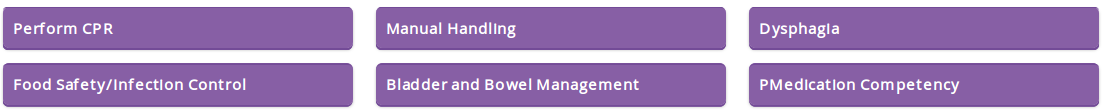 Perform CPR
Manual Handling
Dysphagia
Food Safety/Infection Control
Bladder and Bowel Management
PMedication Competency